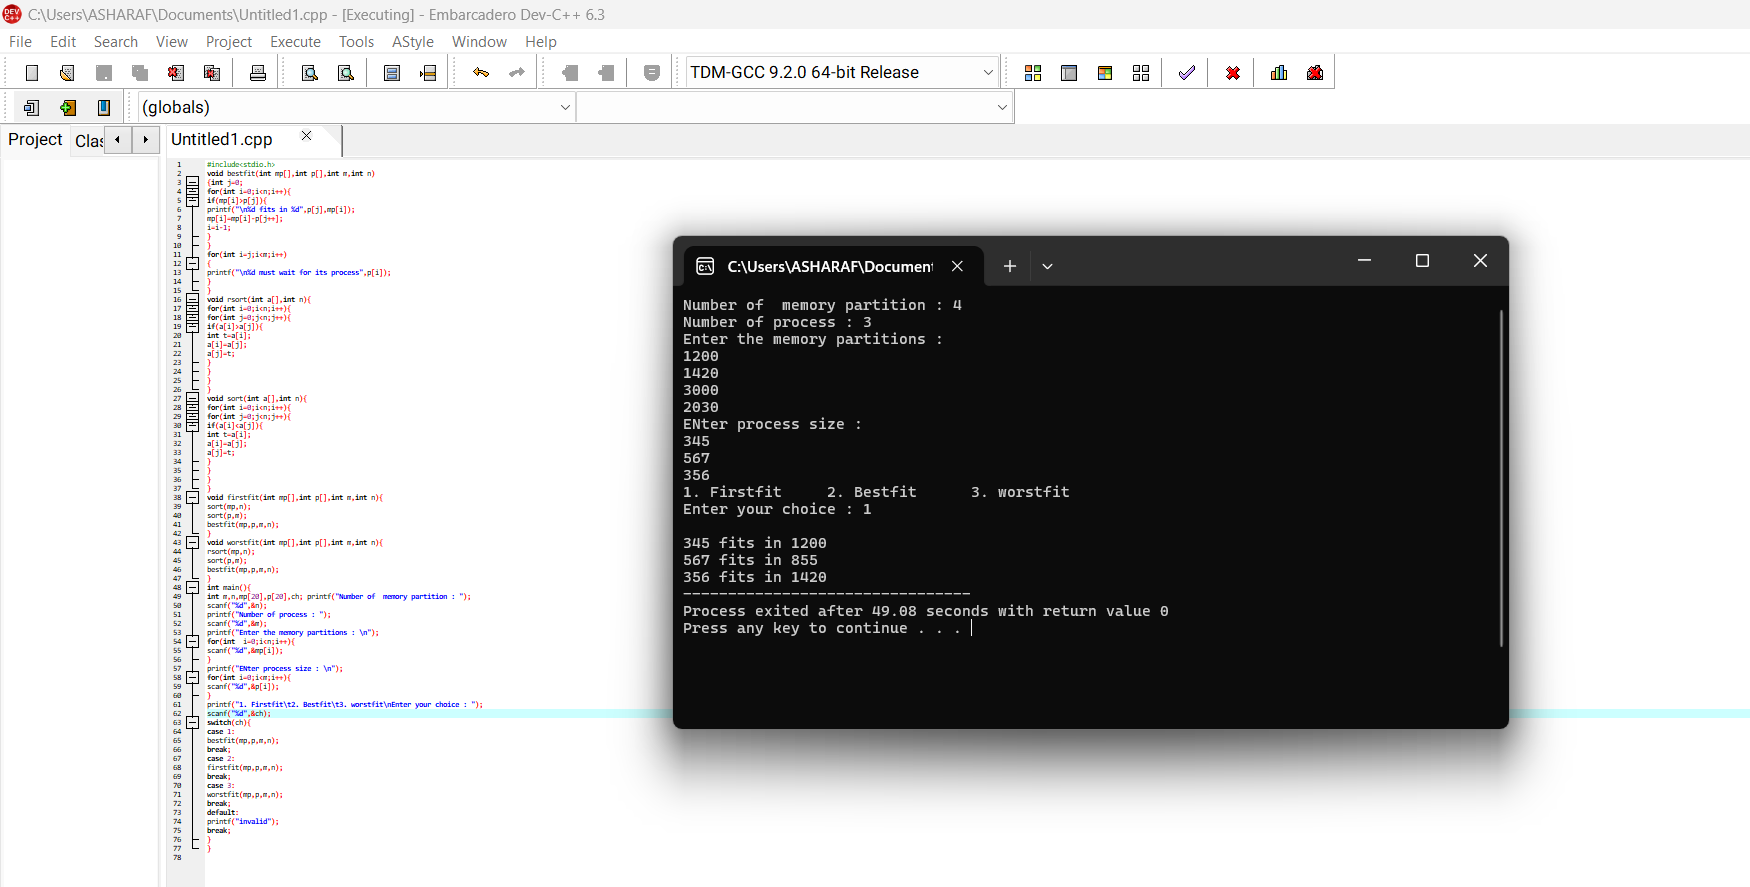 C:\Users\ASHARAF\Documents\Untitled1.cpp - [Executing] - Embarcadero Dev-C++ 6.3
File Edit Search View Project Execute Tools AStyle Window Help
TDM-GCC 9.2.0 64-bit Release
(globals)
Project Clas Untitled1.cpp
1 #include<stdio.h>
2 void bestfit(int mp[],int p[],int m,int n)
3 {int j=0;
4 for(int i=0;i<n;i++){
5 if(mp[i]>p[j]){
6 printf("\n%d fits in %d",p[j],mp[i]);
7 mp[i]=mp[i]-p[j++];
8 i=i-1;
9 }
10 }
11 for(int i=j;i<m;i++)
12 {
13 printf("\n%d must wait for its process",p[i]);
14 }
15 }
16 void rsort(int a[],int n){
17 for(int i=0;i<n;i++){
18 for(int j=0;j<n;j++){
19 if(a[i]>a[j]){
20 int t=a[i];
21 a[i]=a[j];
22 a[j]=t;
23 }
24 }
25 }
26 }
27 void sort(int a[],int n){
28 for(int i=0;i<n;i++){
29 for(int j=0;j<n;j++){
30 if(a[i]<a[j]){
31 int t=a[i];
32 a[i]=a[j];
33 a[j]=t;
34 }
35 }
36 }
37 }
38 void firstfit(int mp[],int p[],int m,int n){
39 sort(mp,n);
40 sort(p,m);
41 bestfit(mp,p,m,n);
42 }
43 void worstfit(int mp[],int p[],int m,int n){
44 rsort(mp,n);
45 sort(p,m);
46 bestfit(mp,p,m,n);
47 }
48 int main(){
49 int m,n,mp[20],p[20],ch; printf("Number of  memory partition : ");
50 scanf("%d",&n);
51 printf("Number of process : ");
52 scanf("%d",&m);
53 printf("Enter the memory partitions : \n");
54 for(int  i=0;i<n;i++){
55 scanf("%d",&mp[i]);
56 }
57 printf("ENter process size : \n");
58 for(int i=0;i<m;i++){
59 scanf("%d",&p[i]);
60 }
61 printf("1. Firstfit\t2. Bestfit\t3. worstfit\nEnter your choice : ");
62 scanf("%d",&ch);
63 switch(ch){
64 case 1:
65 bestfit(mp,p,m,n);
66 break;
67 case 2:
68 firstfit(mp,p,m,n);
69 break;
70 case 3:
71 worstfit(mp,p,m,n);
72 break;
73 default:
74 printf("invalid");
75 break;
76 }
77 }
78
C:\Users\ASHARAF\Document
Number of  memory partition : 4
Number of process : 3
Enter the memory partitions :
1200
1420
3000
2030
ENter process size :
345
567
356
1. Firstfit     2. Bestfit      3. worstfit
Enter your choice : 1
345 fits in 1200
567 fits in 855
356 fits in 1420
--------------------------------
Process exited after 49.08 seconds with return value 0
Press any key to continue . . .